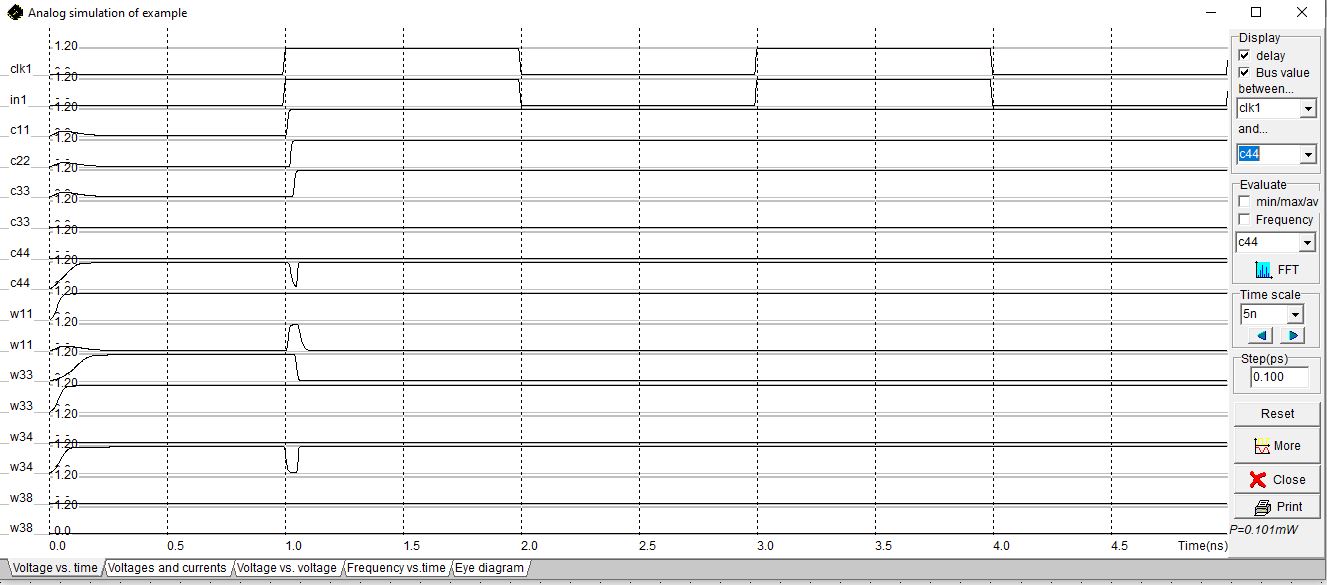 Analog simulation of example
1.20
clk1
1.20
in1
1.20
c11
1.20
c22
1.20
c33
1.20
c33
1.20
c44
1.20
c44
1.20
w11
1.20
w11
1.20
w33
1.20
w33
1.20
w34
1.20
w34
1.20
w38
1.20
w38
0.0
0.0 0.5 1.0 1.5 2.0 2.5 3.0 3.5 4.0 4.5 Time(ns)
Display
delay
Bus value
between...
clk1
and...
c44
Evaluate
min/max/av
Frequency
c44
FFT
Time scale
5n
Step(ps)
0.100
Reset
More
Close
Print
P=0.101mW
Voltage vs. time Voltages and currents Voltage vs. voltage Frequency vs.time Eye diagram